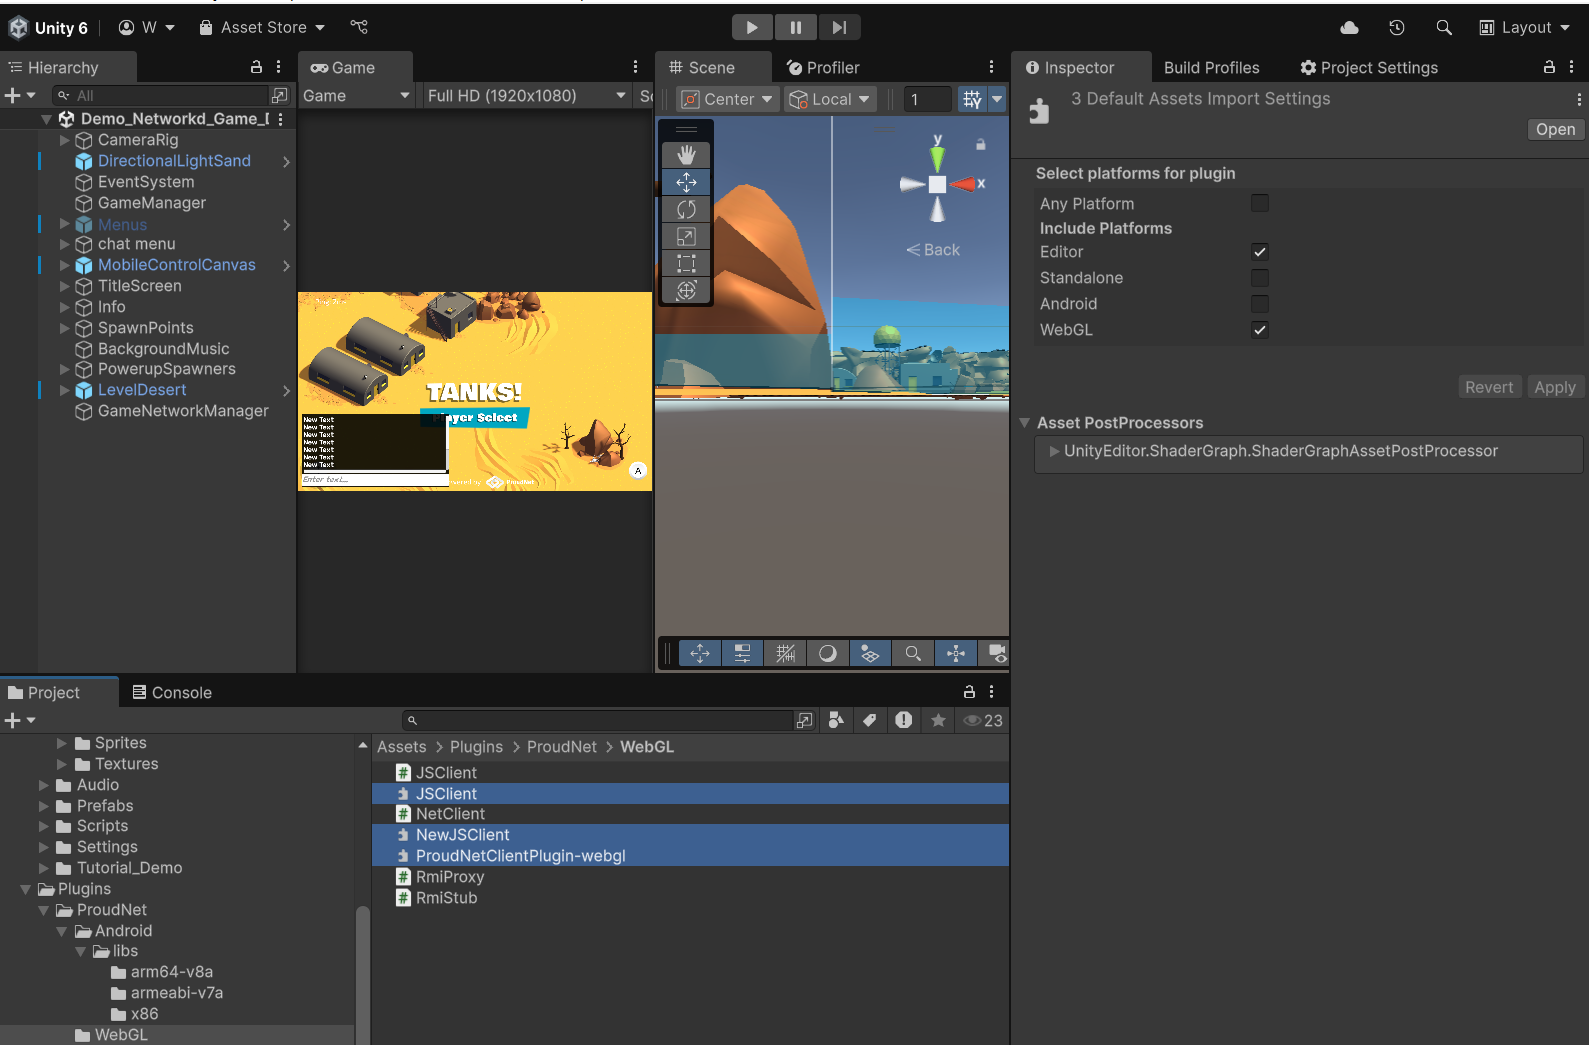 Unity 6
W
Asset Store
Layout
Hierarchy
All
Demo_Networkd_Game_
CameraRig
DirectionalLightSand
EventSystem
GameManager
Menus
chat menu
MobileControlCanvas
TitleScreen
Info
SpawnPoints
BackgroundMusic
PowerupSpawners
LevelDesert
GameNetworkManager
Game
Game
Full HD (1920x1080)
Sc
TANKS!
Player Select
New Text
New Text
New Text
New Text
New Text
New Text
New Text
Enter text...
A
ProudNet
Scene
Profiler
Center
Local
1
y
x
Back
Inspector
Build Profiles
Project Settings
3 Default Assets Import Settings
Open
Select platforms for plugin
Any Platform
Include Platforms
Editor
Standalone
Android
WebGL
Revert
Apply
Asset PostProcessors
UnityEditor.ShaderGraph.ShaderGraphAssetPostProcessor
Project
Console
23
Sprites
Textures
Audio
Prefabs
Scripts
Settings
Tutorial_Demo
Plugins
ProudNet
Android
libs
arm64-v8a
armeabi-v7a
x86
WebGL
Assets > Plugins > ProudNet > WebGL
JSClient
JSClient
NetClient
NewJSClient
ProudNetClientPlugin-webgl
RmiProxy
RmiStub